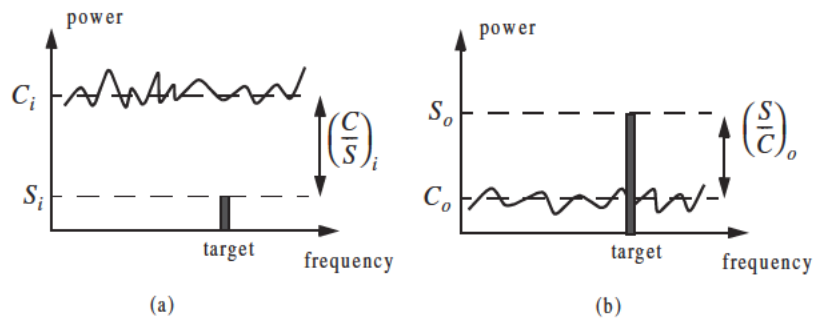 power
C_i
(C/S)_i
S_i
target
frequency
(a)
power
S_o
(S/C)_o
C_o
target
frequency
(b)